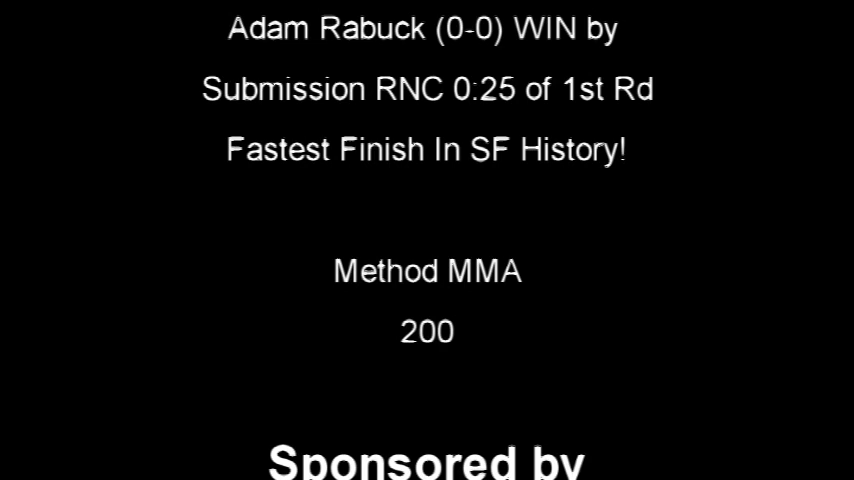 Adam Rabuck (0-0) WIN by
Submission RNC 0:25 of 1st Rd
Fastest Finish In SF History!
Method MMA
200
Sponsored by